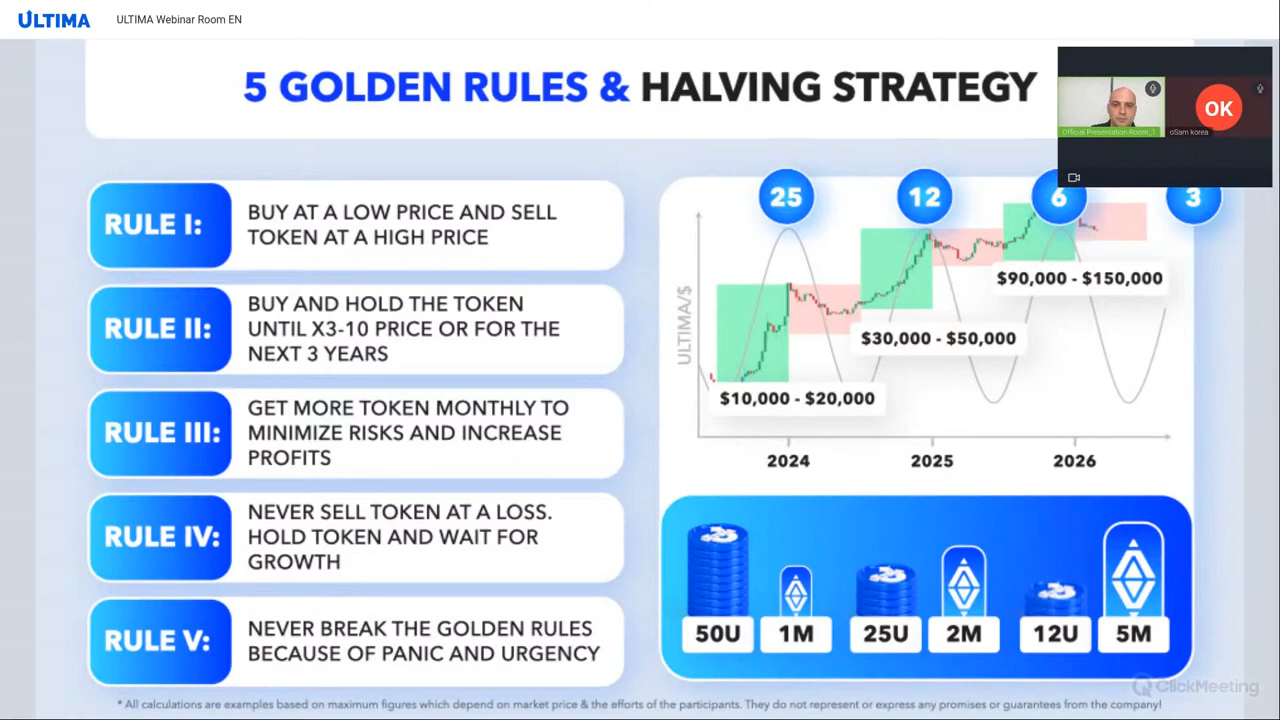 ULTIMA
ULTIMA Webinar Room EN
5 GOLDEN RULES & HALVING STRATEGY
Official Presentation Room_1
OK
oSam korea
RULE I:
BUY AT A LOW PRICE AND SELL
TOKEN AT A HIGH PRICE
RULE II:
BUY AND HOLD THE TOKEN
UNTIL X3-10 PRICE OR FOR THE
NEXT 3 YEARS
RULE III:
GET MORE TOKEN MONTHLY TO
MINIMIZE RISKS AND INCREASE
PROFITS
RULE IV:
NEVER SELL TOKEN AT A LOSS.
HOLD TOKEN AND WAIT FOR
GROWTH
RULE V:
NEVER BREAK THE GOLDEN RULES
BECAUSE OF PANIC AND URGENCY
25
12
6
3
ULTIMA/$
$90,000 - $150,000
$30,000 - $50,000
$10,000 - $20,000
2024
2025
2026
50U
1M
25U
2M
12U
5M
ClickMeeting
* All calculations are examples based on maximum figures which depend on market price & the efforts of the participants. They do not represent or express any promises or guarantees from the company!